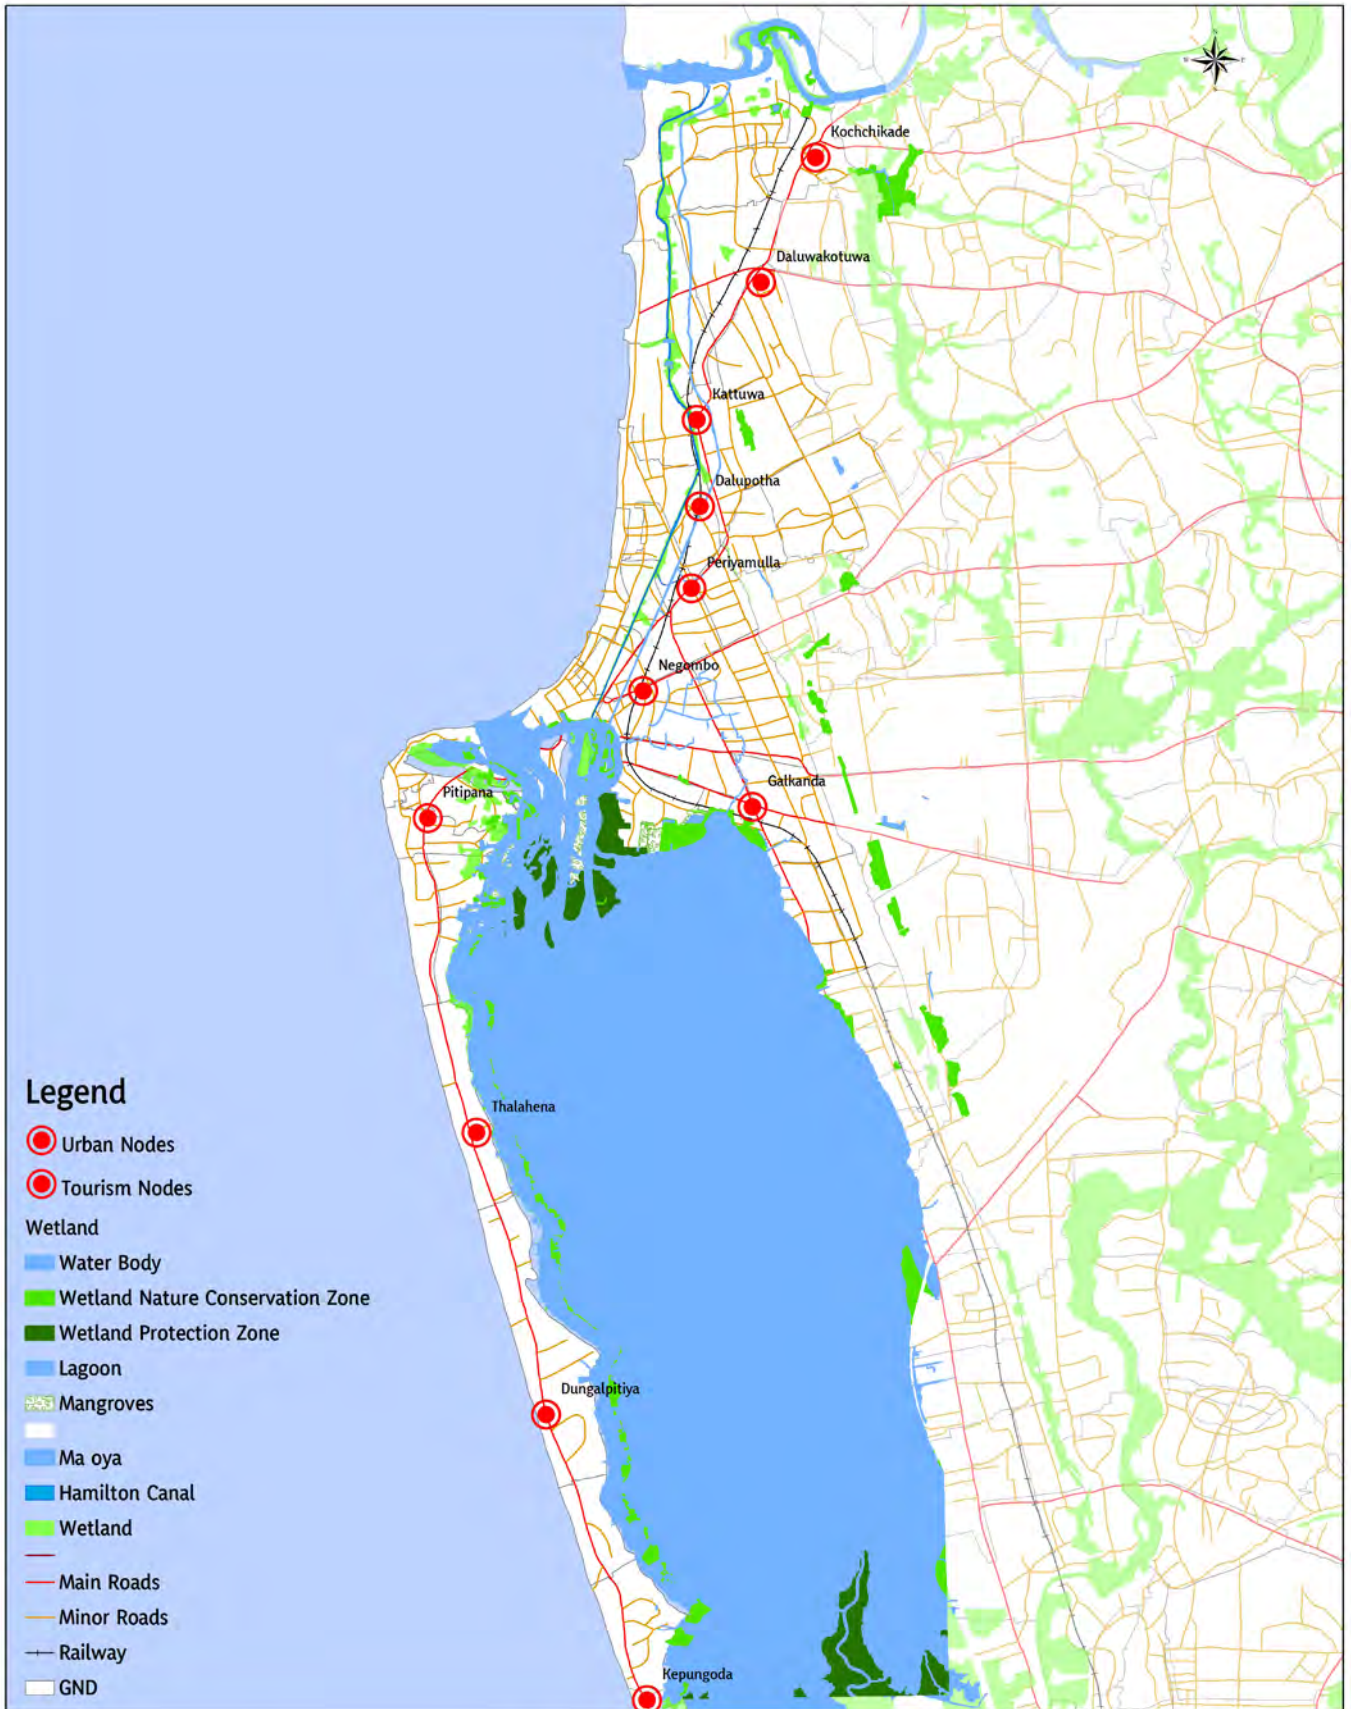 Kochchikade
Daluwakotuwa
Kattuwa
Dalupotha
Periyamulla
Negombo
Galkanda
Pitipana
Thalahena
Dungalpitiya
Kepungoda
Legend
Urban Nodes
Tourism Nodes
Wetland
Water Body
Wetland Nature Conservation Zone
Wetland Protection Zone
Lagoon
Mangroves
Ma oya
Hamilton Canal
Wetland
Main Roads
Minor Roads
Railway
GND